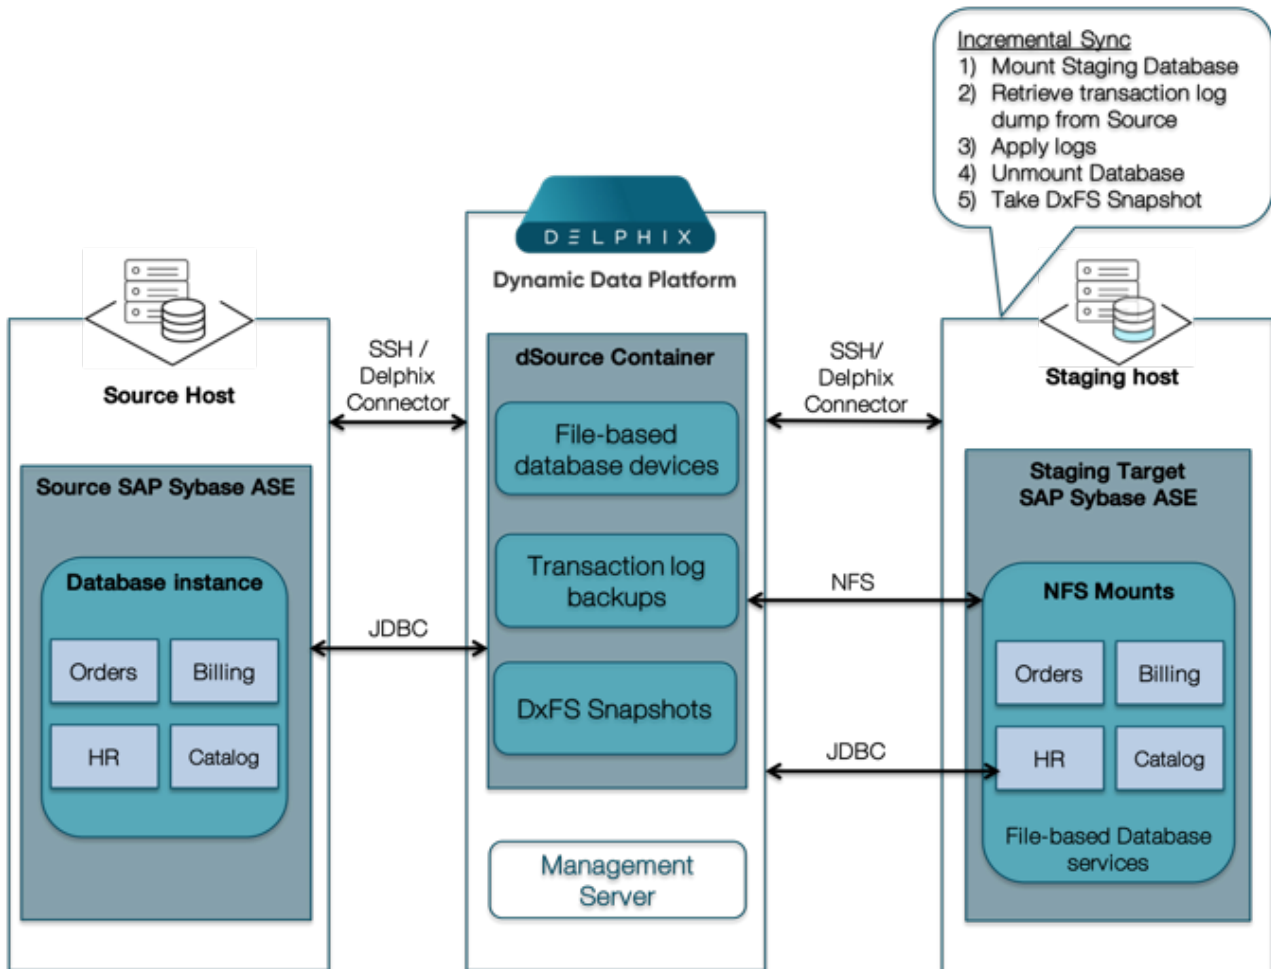 Incremental Sync
1) Mount Staging Database
2) Retrieve transaction log
dump from Source
3) Apply logs
4) Unmount Database
5) Take DxFS Snapshot
DELPHIX
Dynamic Data Platform
Source Host
SSH /
Delphix
Connector
dSource Container
SSH/
Delphix
Connector
Staging host
File-based
database devices
Source SAP Sybase ASE
Staging Target
SAP Sybase ASE
Database instance
Transaction log
backups
NFS
NFS Mounts
JDBC
Orders
Billing
Orders
Billing
DxFS Snapshots
HR
Catalog
JDBC
HR
Catalog
File-based Database
services
Management
Server